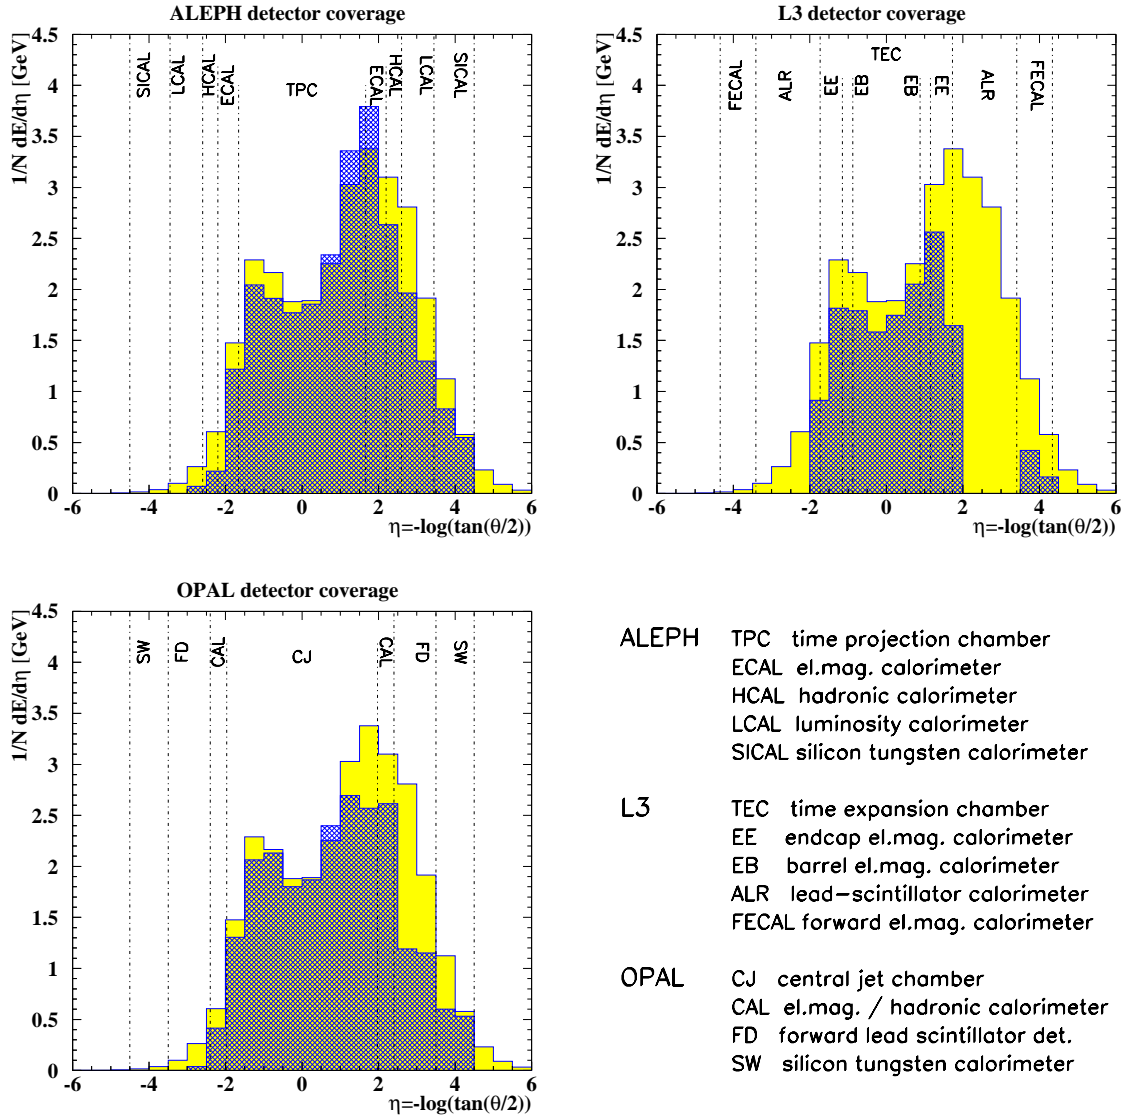 ALEPH detector coverage
1/N dE/dη [GeV]
4.5
4
3.5
3
2.5
2
1.5
1
0.5
0
SICAL
LCAL
HCAL
ECAL
TPC
ECAL
HCAL
LCAL
SICAL
-6 -4 -2 0 2 4 6
η=-log(tan(θ/2))
L3 detector coverage
1/N dE/dη [GeV]
4.5
4
3.5
3
2.5
2
1.5
1
0.5
0
TEC
FECAL
ALR
EE
EB
EB
EE
ALR
FECAL
-6 -4 -2 0 2 4 6
η=-log(tan(θ/2))
OPAL detector coverage
1/N dE/dη [GeV]
4.5
4
3.5
3
2.5
2
1.5
1
0.5
0
SW
FD
CAL
CJ
CAL
FD
SW
-6 -4 -2 0 2 4 6
η=-log(tan(θ/2))
ALEPH TPC time projection chamber
ECAL el.mag. calorimeter
HCAL hadronic calorimeter
LCAL luminosity calorimeter
SICAL silicon tungsten calorimeter
L3 TEC time expansion chamber
EE endcap el.mag. calorimeter
EB barrel el.mag. calorimeter
ALR lead-scintillator calorimeter
FECAL forward el.mag. calorimeter
OPAL CJ central jet chamber
CAL el.mag. / hadronic calorimeter
FD forward lead scintillator det.
SW silicon tungsten calorimeter